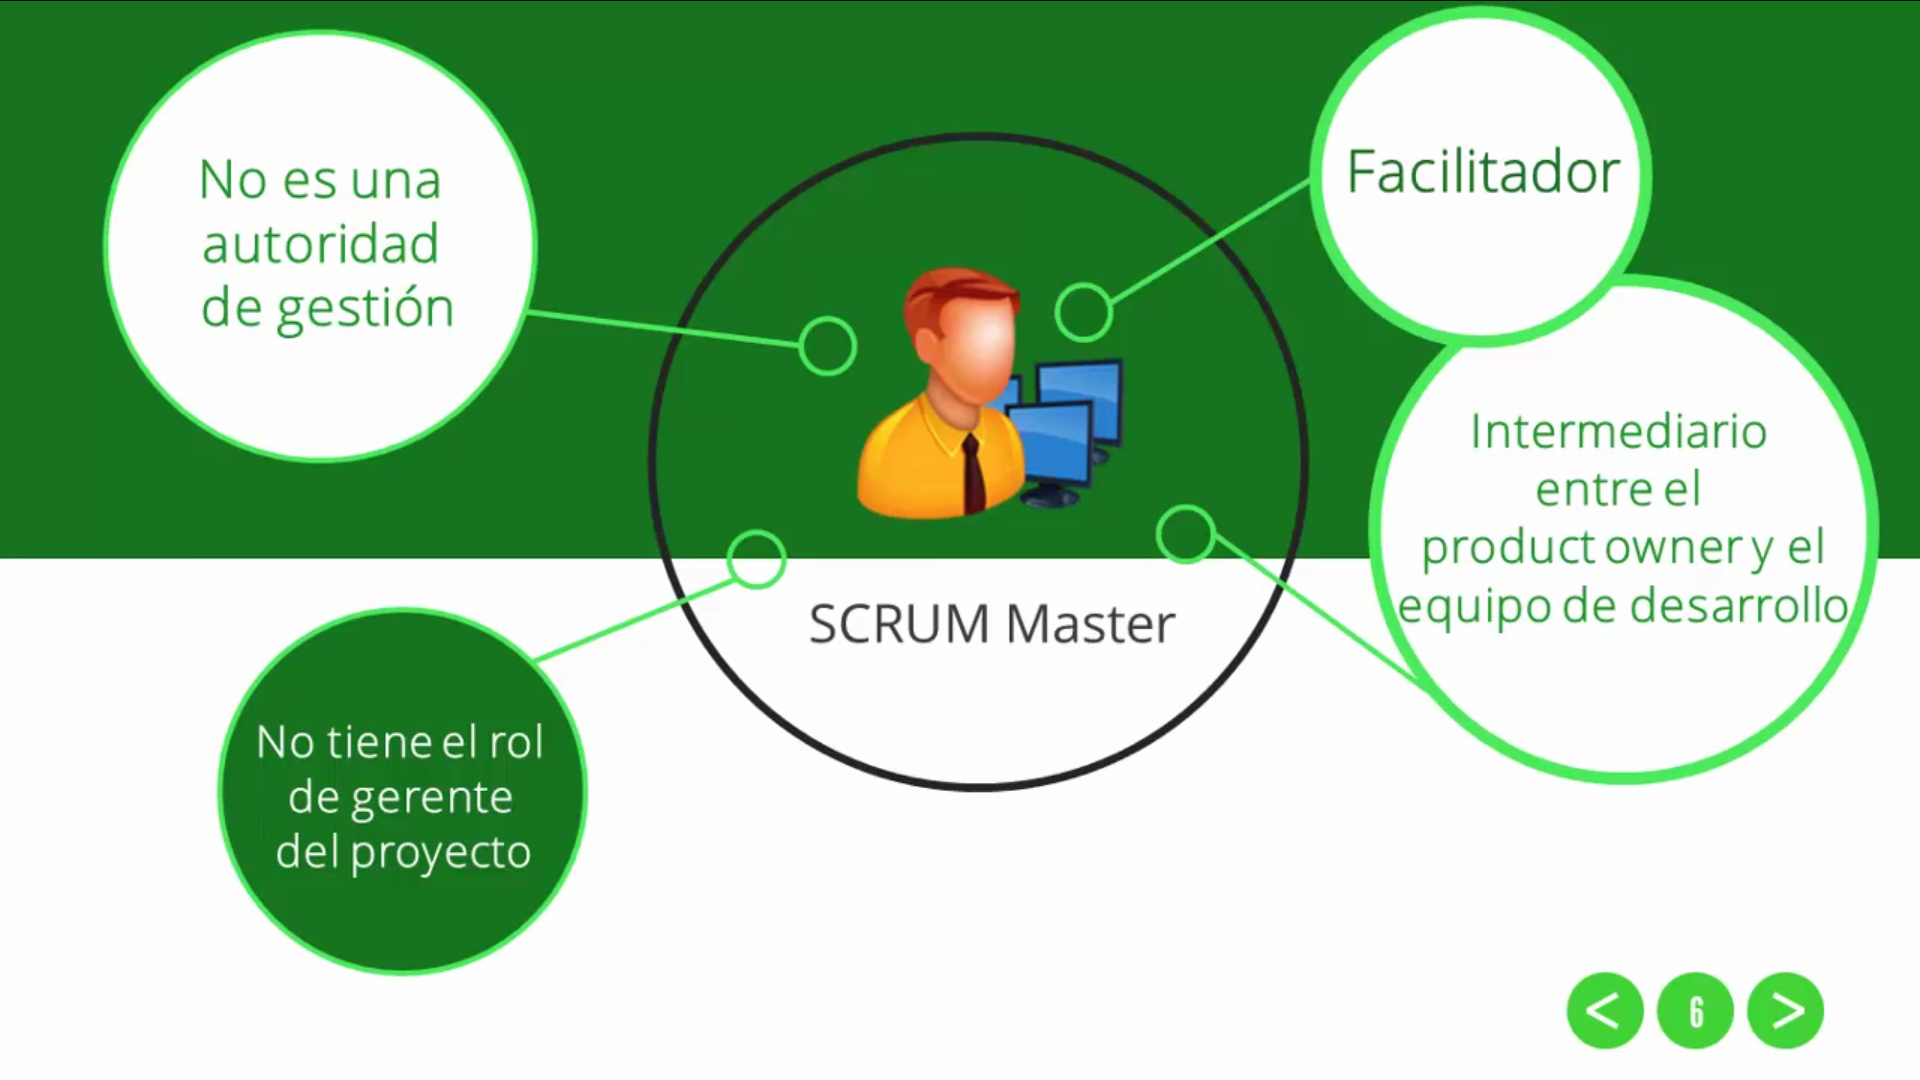 No es una
autoridad
de gestión
Facilitador
Intermediario
entre el
product owner y el
equipo de desarrollo
SCRUM Master
No tiene el rol
de gerente
del proyecto
< 6 >